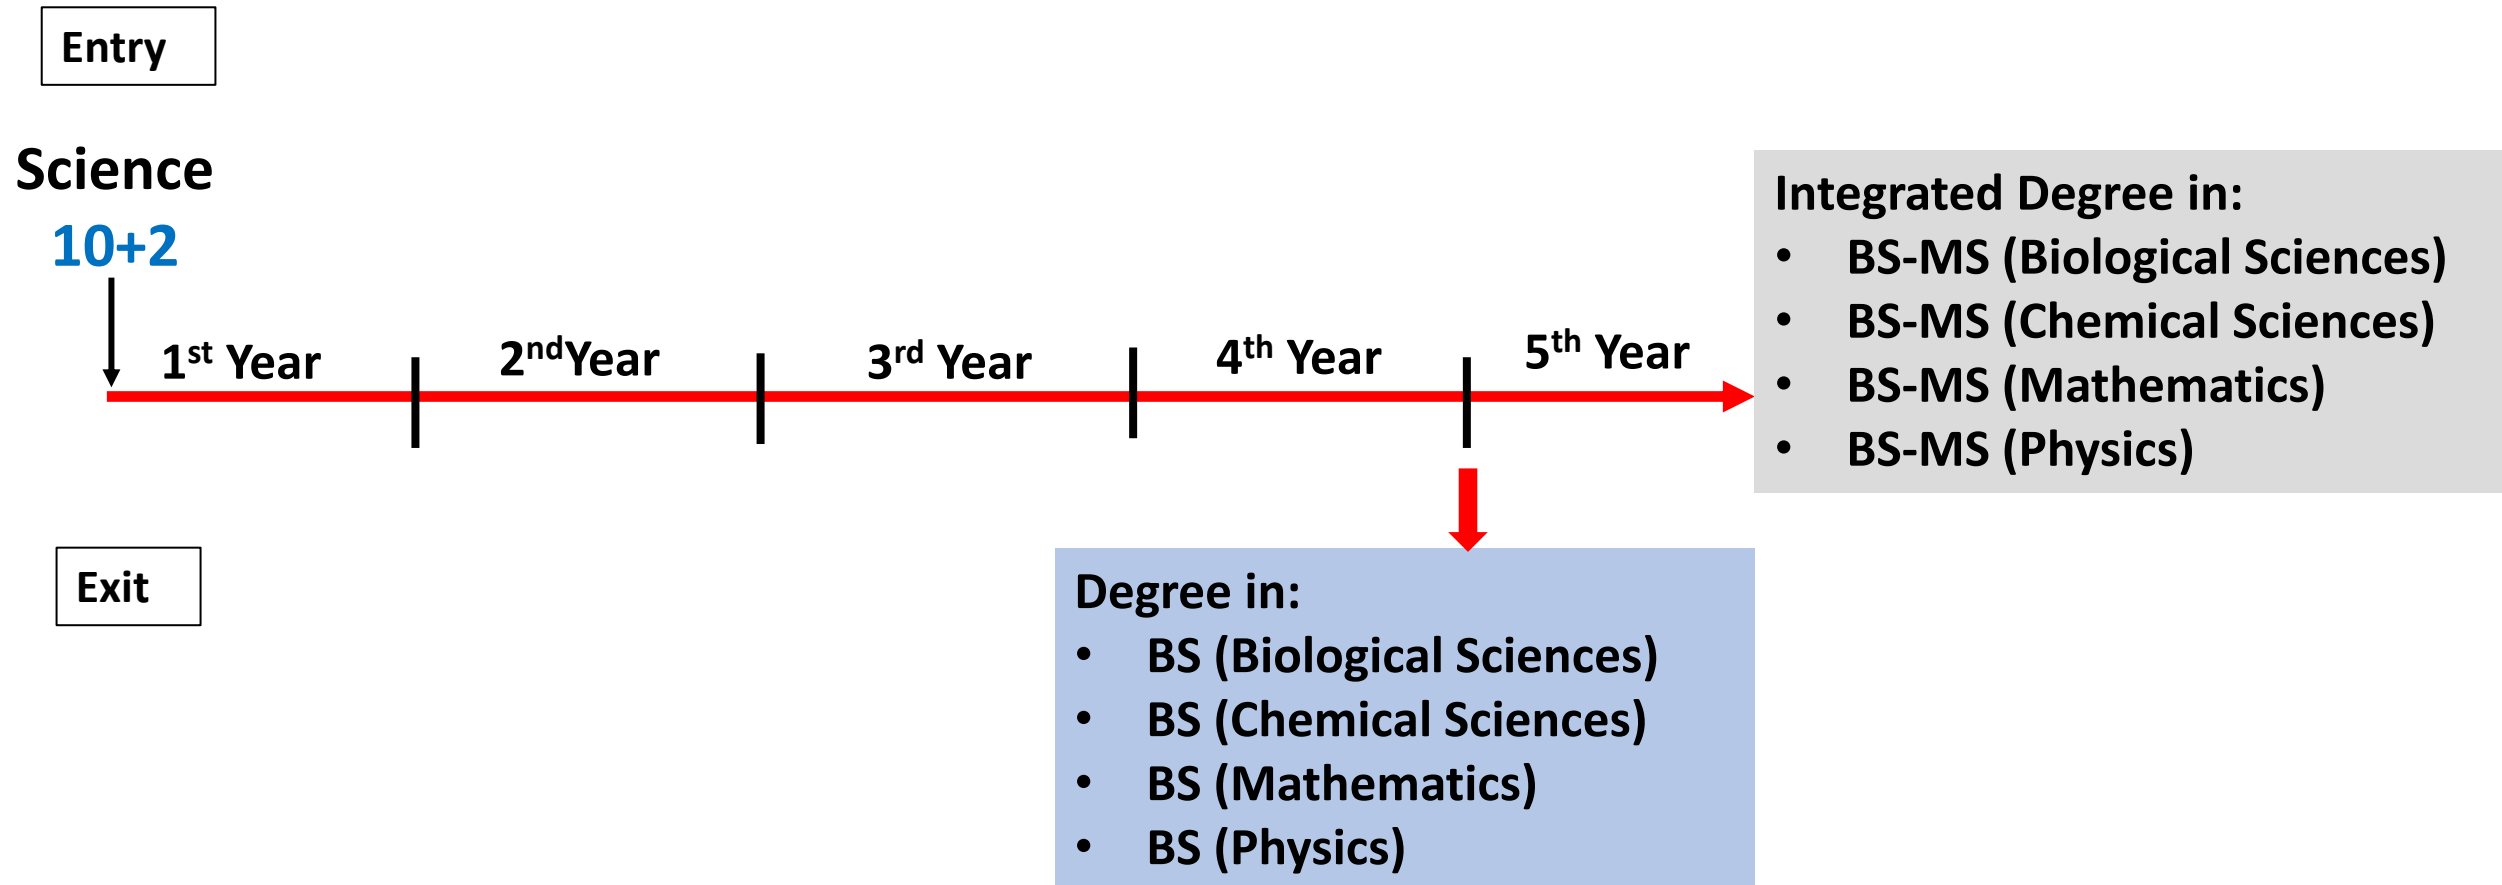 Entry
Science
10+2
1st Year
2nd Year
3rd Year
4th Year
5th Year
Integrated Degree in:
• BS-MS (Biological Sciences)
• BS-MS (Chemical Sciences)
• BS-MS (Mathematics)
• BS-MS (Physics)
Exit
Degree in:
• BS (Biological Sciences)
• BS (Chemical Sciences)
• BS (Mathematics)
• BS (Physics)